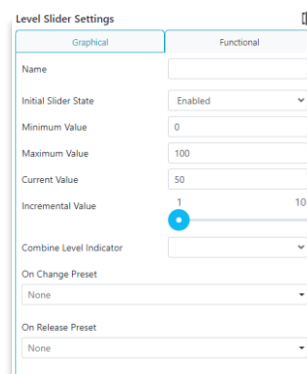 Level Slider Settings
Graphical Functional
Name
Initial Slider State Enabled
Minimum Value 0
Maximum Value 100
Current Value 50
Incremental Value 1 10
Combine Level Indicator
On Change Preset
None
On Release Preset
None